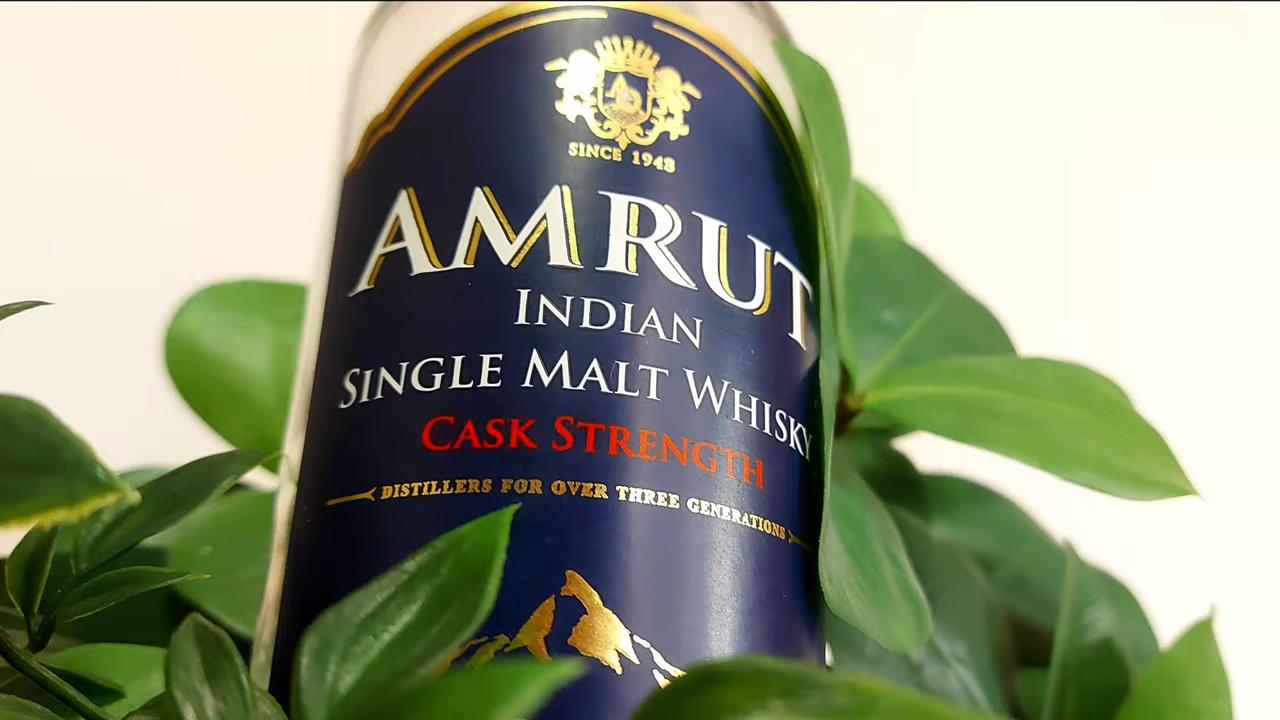 SINCE 1948
AMRUT
INDIAN
SINGLE MALT WHISKY
CASK STRENGTH
DISTILLERS FOR OVER THREE GENERATIONS